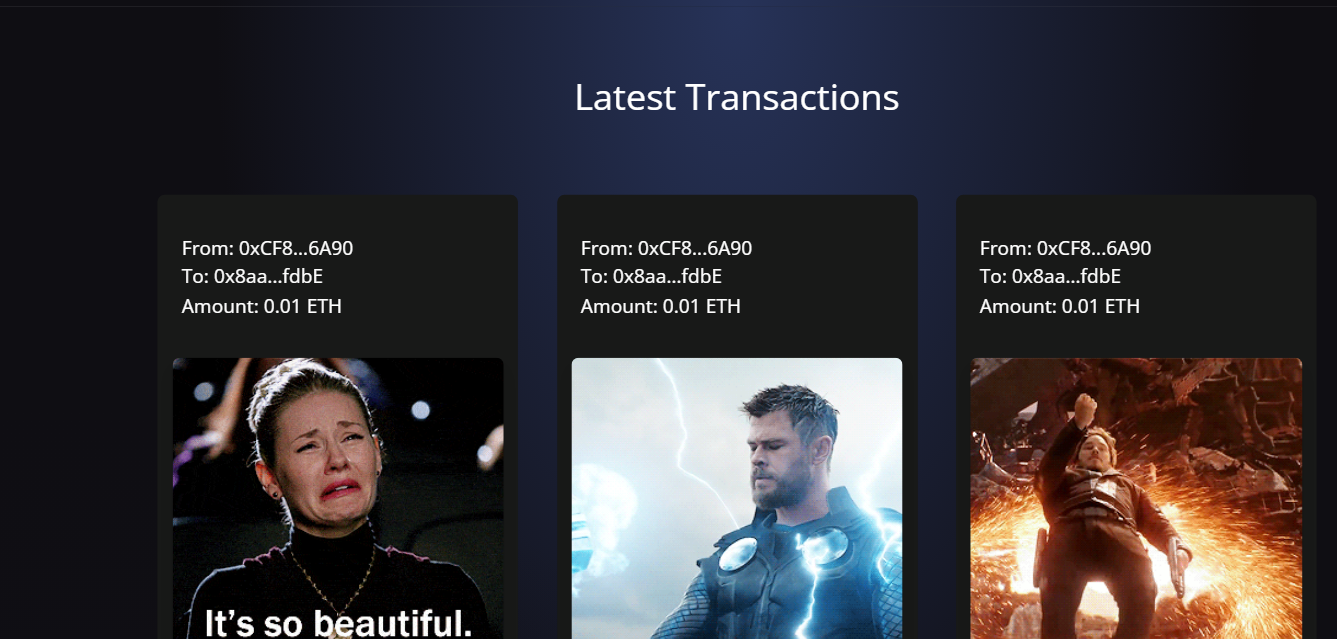 Latest Transactions
From: 0xCF8...6A90
To: 0x8aa...fdbE
Amount: 0.01 ETH
It's so beautiful.
From: 0xCF8...6A90
To: 0x8aa...fdbE
Amount: 0.01 ETH
From: 0xCF8...6A90
To: 0x8aa...fdbE
Amount: 0.01 ETH